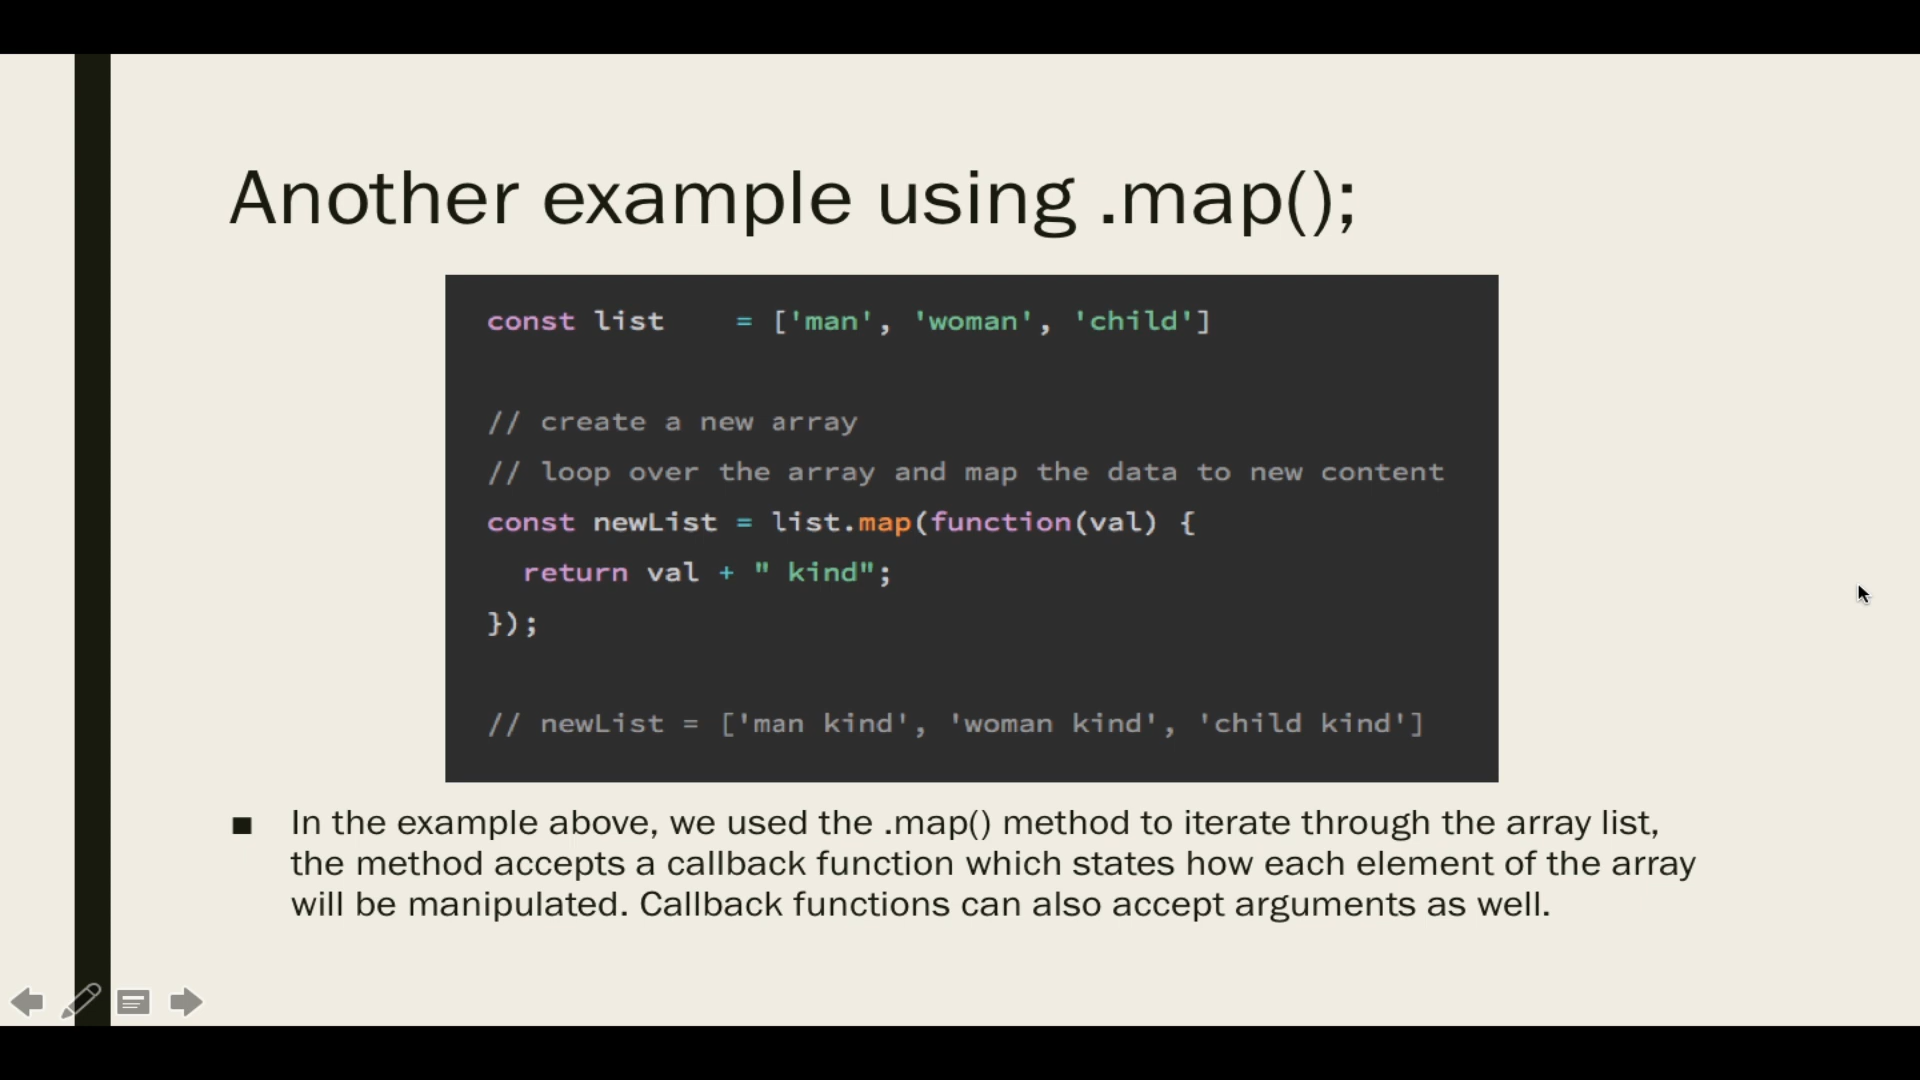 Another example using .map();
const list    = ['man', 'woman', 'child']
// create a new array
// loop over the array and map the data to new content
const newList = list.map(function(val) {
  return val + " kind";
});
// newList = ['man kind', 'woman kind', 'child kind']
In the example above, we used the .map() method to iterate through the array list,
the method accepts a callback function which states how each element of the array
will be manipulated. Callback functions can also accept arguments as well.